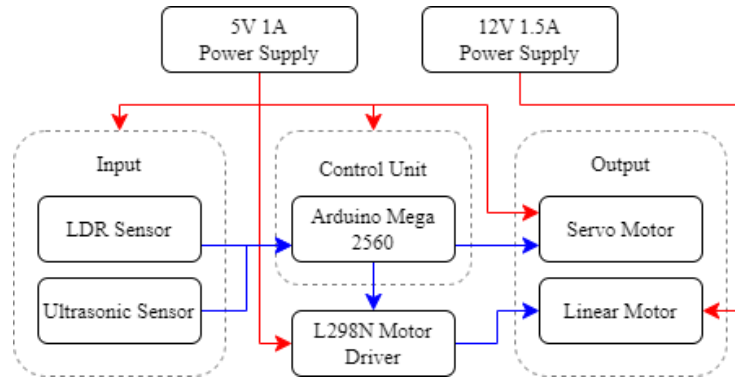 5V 1A
Power Supply
12V 1.5A
Power Supply
Input
Control Unit
Output
LDR Sensor
Arduino Mega
2560
Servo Motor
Ultrasonic Sensor
L298N Motor
Driver
Linear Motor